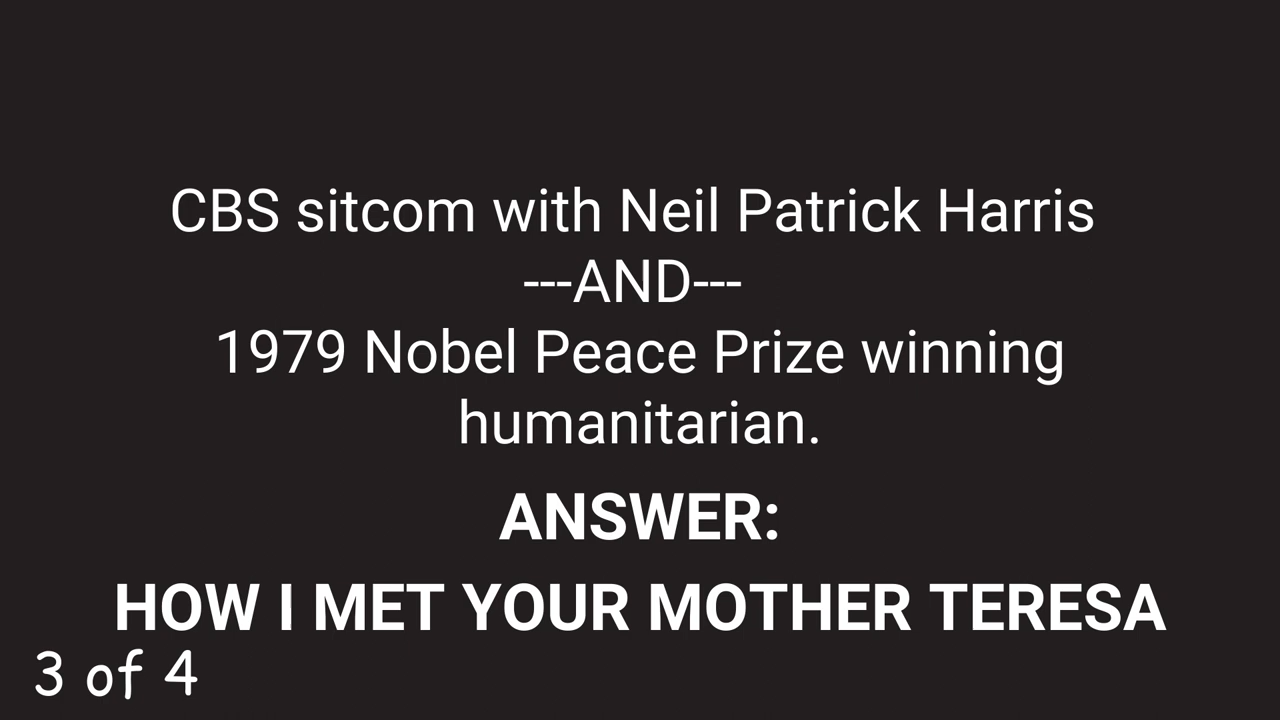 CBS sitcom with Neil Patrick Harris
---AND---
1979 Nobel Peace Prize winning
humanitarian.
ANSWER:
HOW I MET YOUR MOTHER TERESA
3 of 4